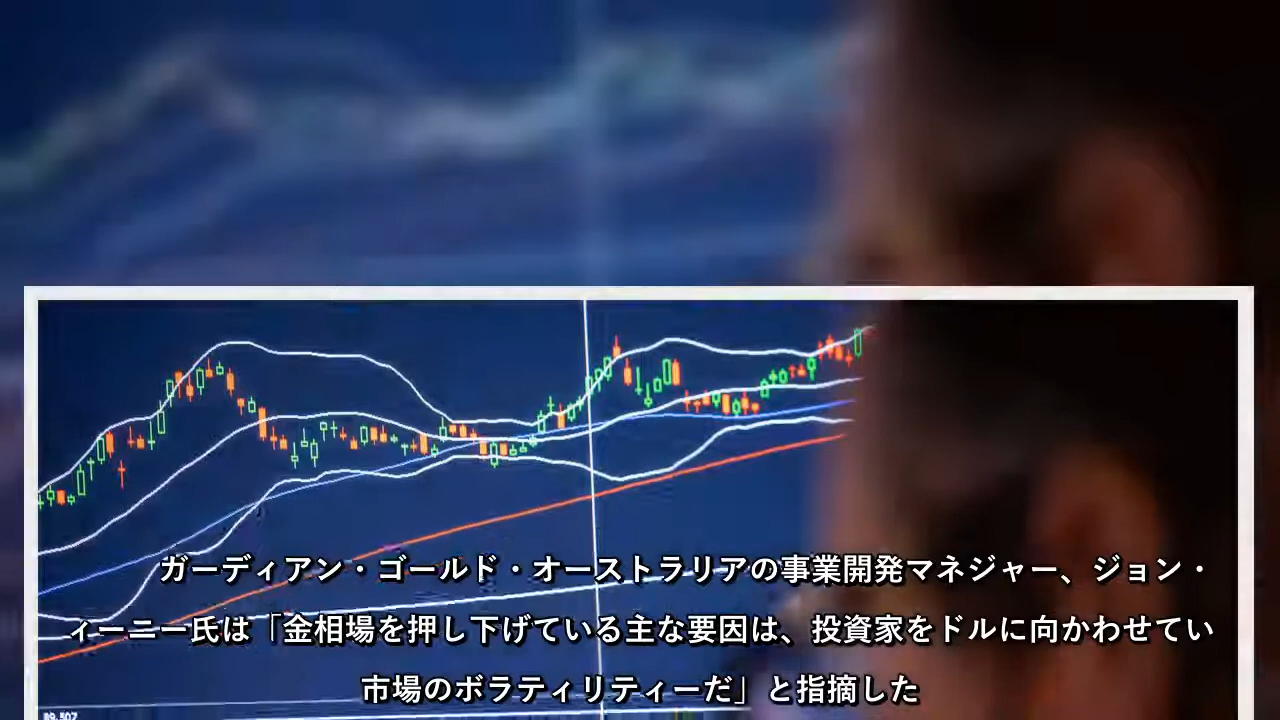 ガーディアン・ゴールド・オーストラリアの事業開発マネジャー、ジョン・
ィーニー氏は「金相場を押し下げている主な要因は、投資家をドルに向かわせてい
市場のボラティリティーだ」と指摘した
89.507